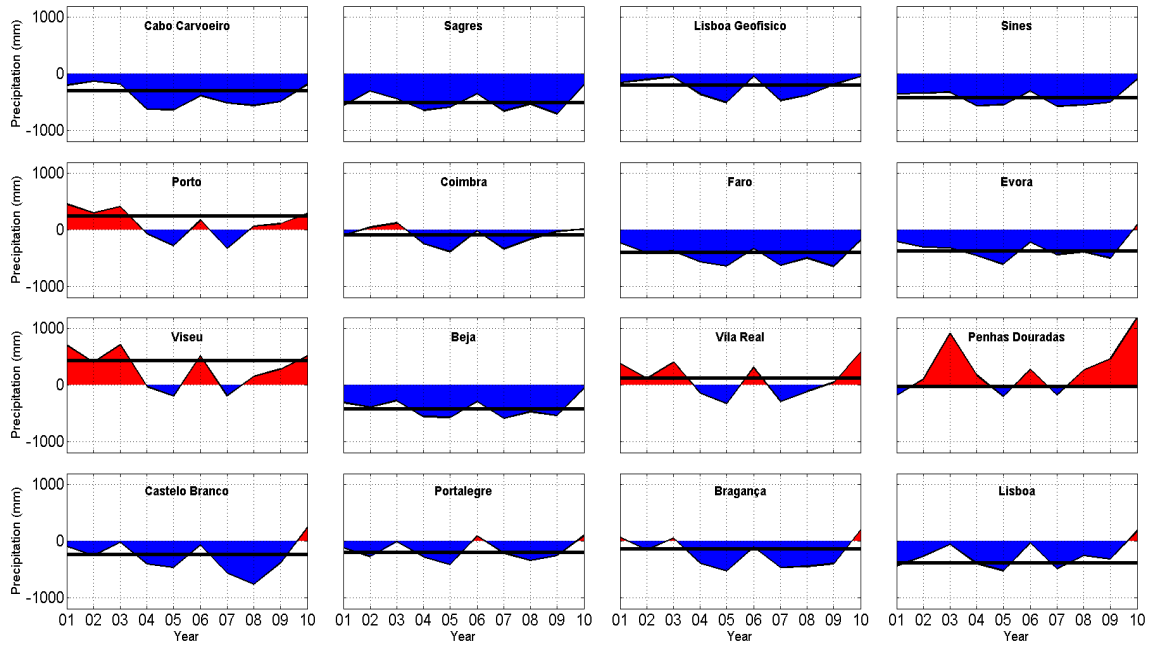 1000
0
-1000
Precipitation (mm)
Cabo Carvoeiro
Sagres
Lisboa Geofisico
Sines
1000
0
-1000
Precipitation (mm)
Porto
Coimbra
Faro
Evora
1000
0
-1000
Precipitation (mm)
Viseu
Beja
Vila Real
Penhas Douradas
1000
0
-1000
Precipitation (mm)
Castelo Branco
Portalegre
Bragança
Lisboa
01 02 03 04 05 06 07 08 09 10
Year
01 02 03 04 05 06 07 08 09 10
Year
01 02 03 04 05 06 07 08 09 10
Year
01 02 03 04 05 06 07 08 09 10
Year